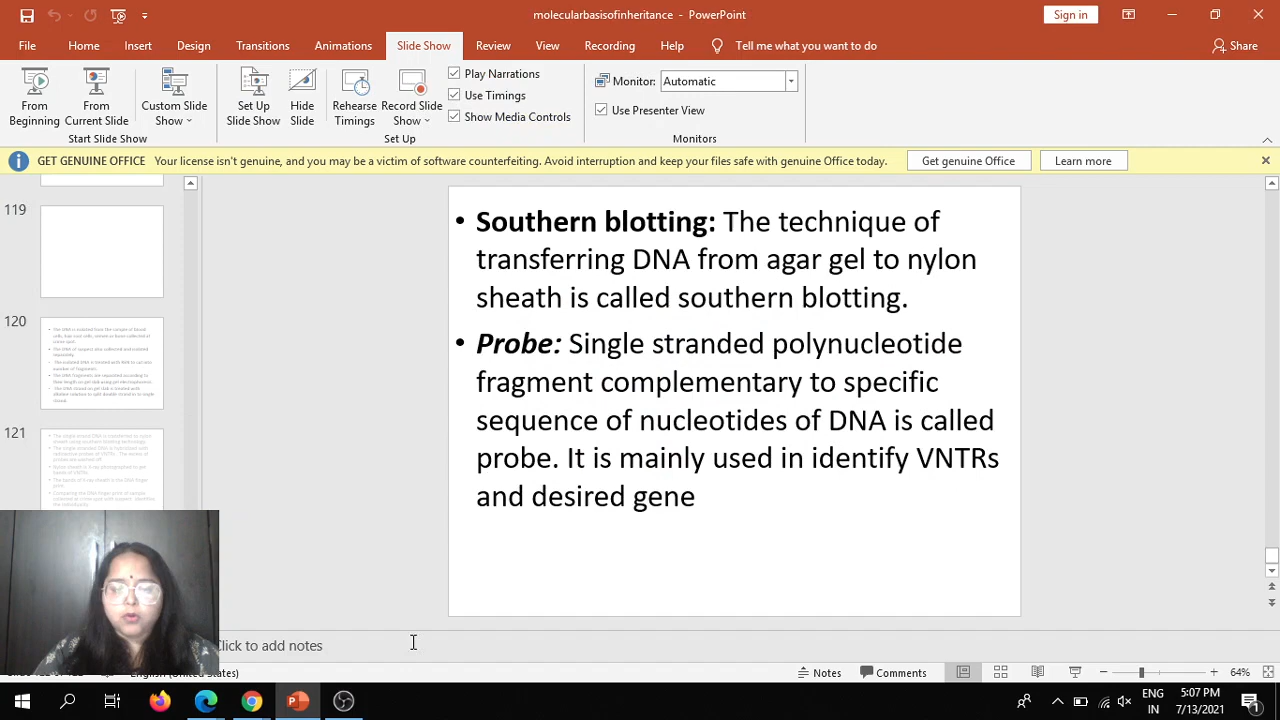 molecularbasisofinheritance - PowerPoint
Sign in
File Home Insert Design Transitions Animations Slide Show Review View Recording Help Tell me what you want to do Share
From Beginning
From Current Slide
Custom Slide Show
Set Up Slide Show
Hide Slide
Rehearse Timings
Record Slide Show
Play Narrations
Use Timings
Show Media Controls
Monitor: Automatic
Use Presenter View
Start Slide Show
Set Up
Monitors
GET GENUINE OFFICE Your license isn't genuine, and you may be a victim of software counterfeiting. Avoid interruption and keep your files safe with genuine Office today. Get genuine Office Learn more
119
120
121
• Southern blotting: The technique of
transferring DNA from agar gel to nylon
sheath is called southern blotting.
• Probe: Single stranded polynucleotide
fragment complementary to specific
sequence of nucleotides of DNA is called
probe. It is mainly used in identify VNTRs
and desired gene
Click to add notes
English (United States)
Notes Comments 64%
ENG
IN
5:07 PM
7/13/2021